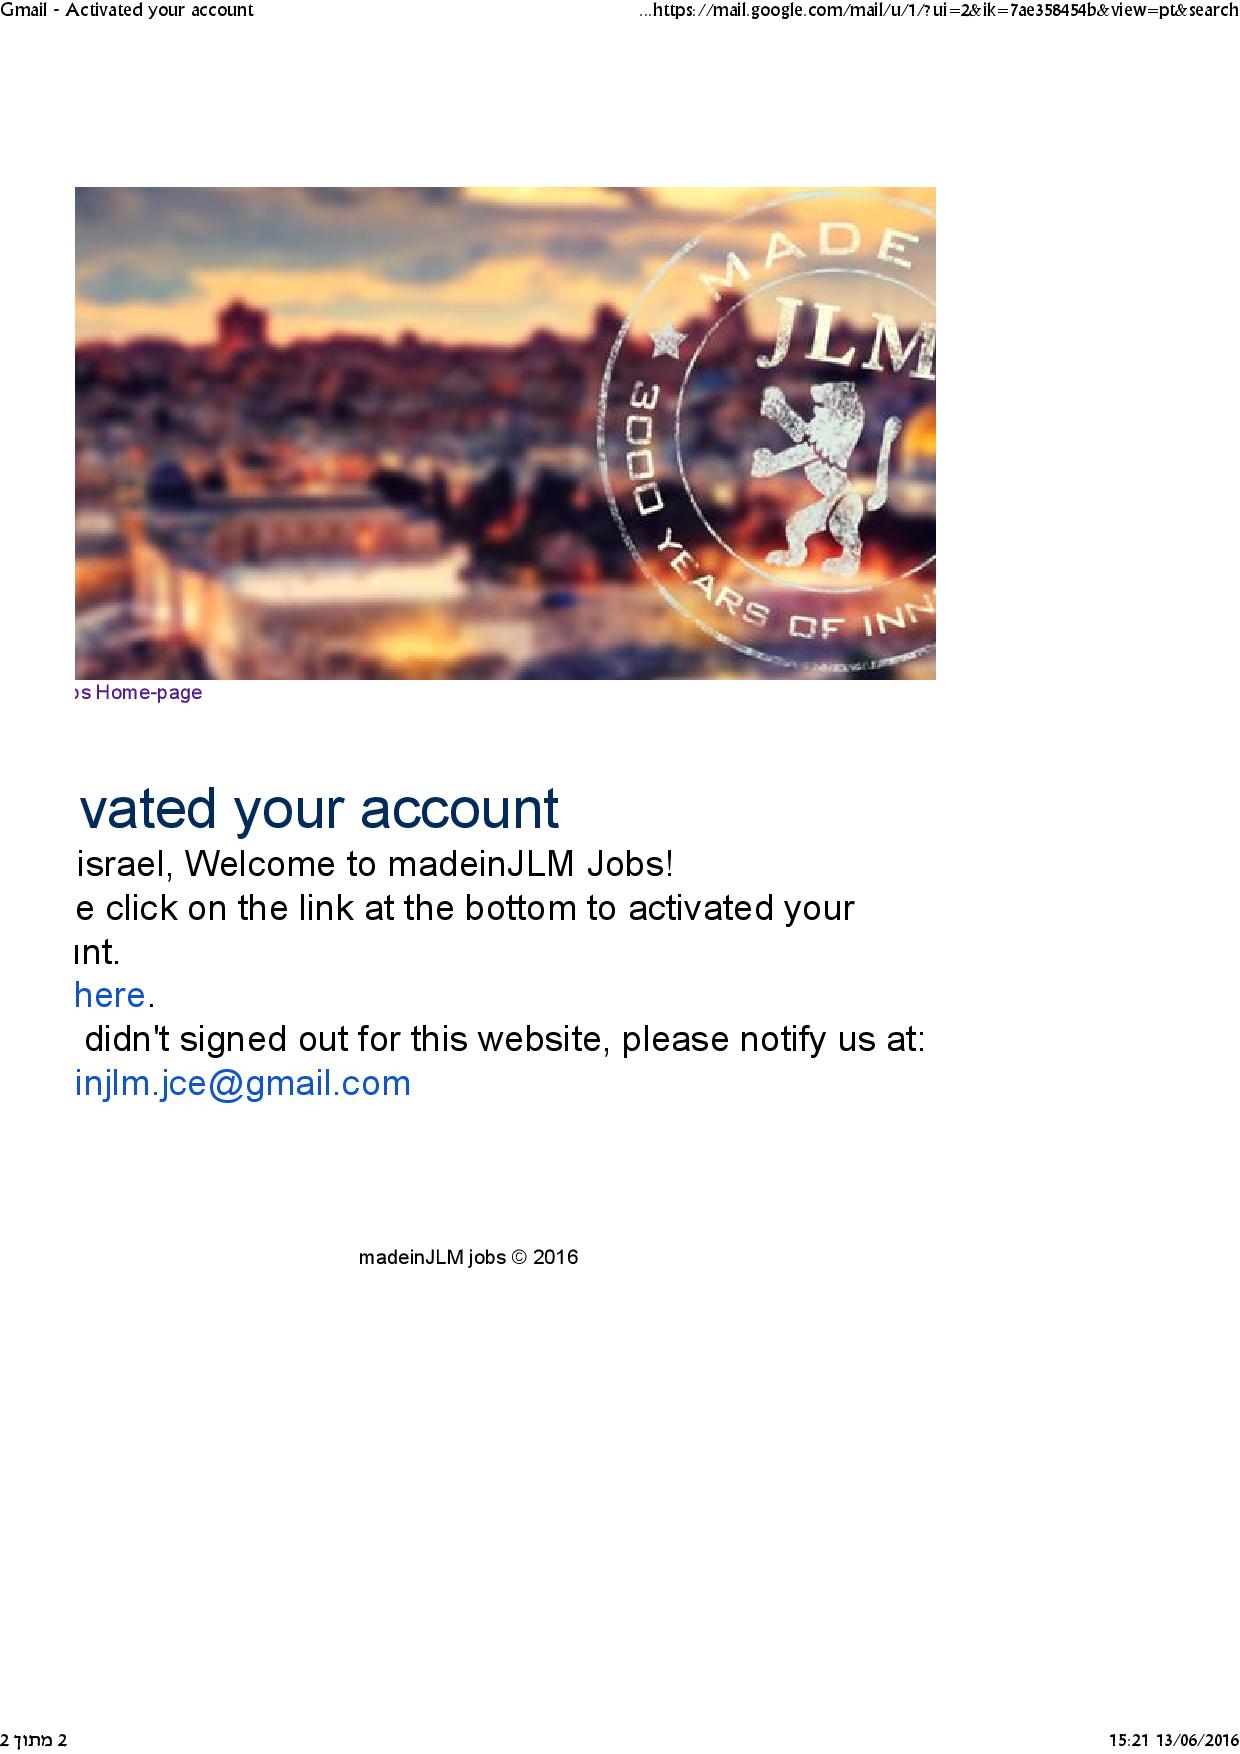 Gmail - Activated your account
...https://mail.google.com/mail/u/1/?ui=2&ik=7ae358454b&view=pt&search
MADE
JLM
3000 YEARS OF INN
bs Home-page
vated your account
israel, Welcome to madeinJLM Jobs!
e click on the link at the bottom to activated your
unt.
here.
didn't signed out for this website, please notify us at:
injlm.jce@gmail.com
madeinJLM jobs © 2016
2 מתוך 2
15:21 13/06/2016